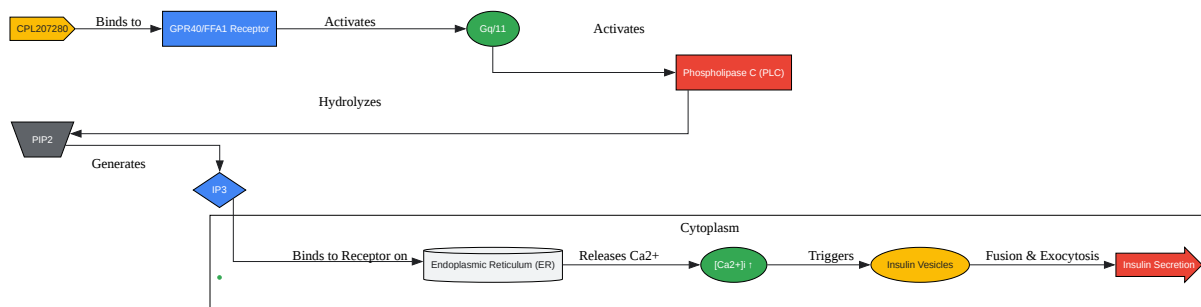 CPL207280
Binds to
GPR40/FFA1 Receptor
Activates
Gq/11
Activates
Phospholipase C (PLC)
Hydrolyzes
PIP2
Generates
IP3
Cytoplasm
Binds to Receptor on
Endoplasmic Reticulum (ER)
Releases Ca2+
[Ca2+]i ↑
Triggers
Insulin Vesicles
Fusion & Exocytosis
Insulin Secretion